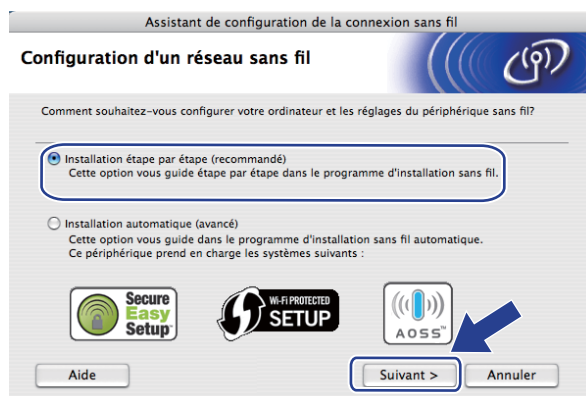 Assistant de configuration de la connexion sans fil
Configuration d'un réseau sans fil
Comment souhaitez-vous configurer votre ordinateur et les réglages du périphérique sans fil?
Installation étape par étape (recommandé)
Cette option vous guide étape par étape dans le programme d'installation sans fil.
Installation automatique (avancé)
Cette option vous guide dans le programme d'installation sans fil automatique.
Ce périphérique prend en charge les systèmes suivants :
Secure
Easy
Setup™
WI-FI PROTECTED
SETUP
AOSS™
Aide
Suivant >
Annuler